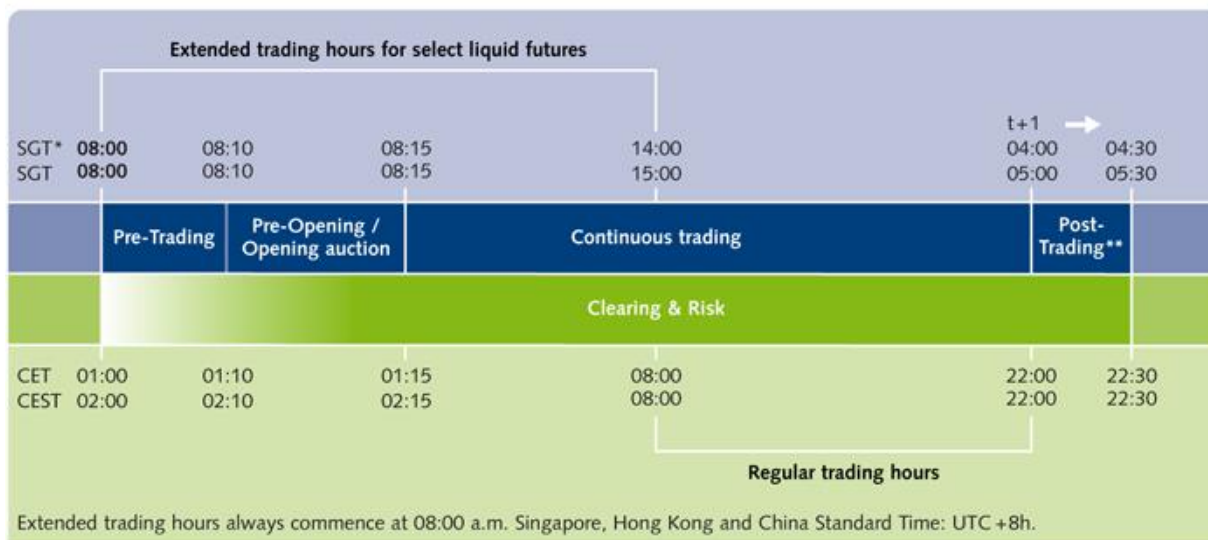 Extended trading hours for select liquid futures
t+1
SGT* 08:00 08:10 08:15 14:00 04:00 04:30
SGT 08:00 08:10 08:15 15:00 05:00 05:30
Pre-Trading
Pre-Opening /
Opening auction
Continuous trading
Post-
Trading**
Clearing & Risk
CET 01:00 01:10 01:15 08:00 22:00 22:30
CEST 02:00 02:10 02:15 08:00 22:00 22:30
Regular trading hours
Extended trading hours always commence at 08:00 a.m. Singapore, Hong Kong and China Standard Time: UTC +8h.